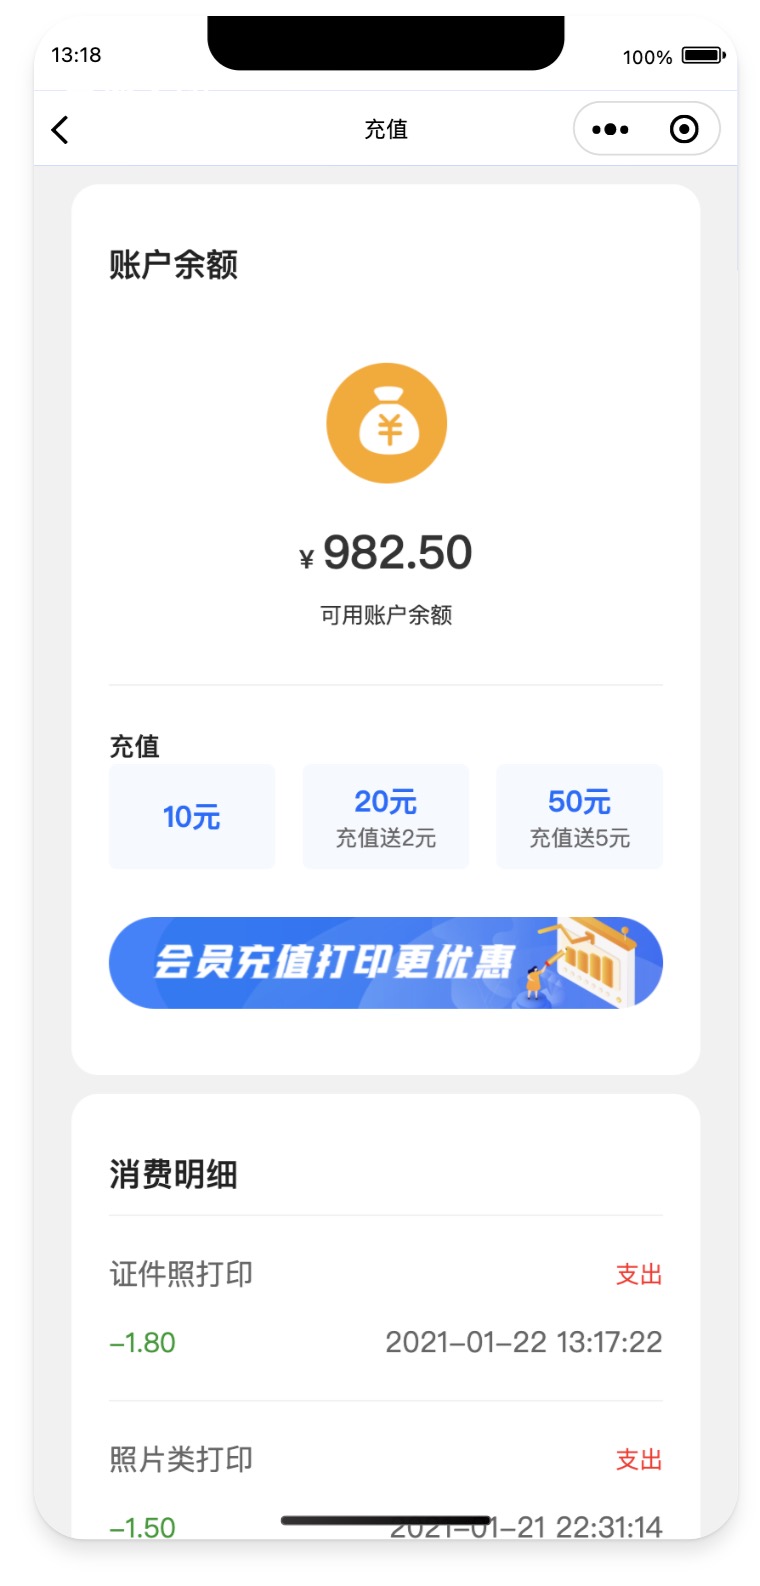 13:18
100%
充值
账户余额
¥ 982.50
可用账户余额
充值
10元
20元
充值送2元
50元
充值送5元
会员充值打印更优惠
消费明细
证件照打印
支出
-1.80
2021-01-22 13:17:22
照片类打印
支出
-1.50
2021-01-21 22:31:14